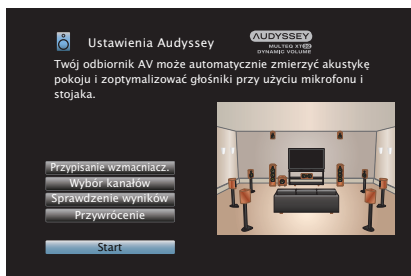 Ustawienia Audyssey
AUDYSSEY
MULTEQ XT32
DYNAMIC VOLUME
Twój odbiornik AV może automatycznie zmierzyć akustykę
pokoju i zoptymalizować głośniki przy użyciu mikrofonu i
stojaka.
Przypisanie wzmacniacz.
Wybór kanałów
Sprawdzenie wyników
Przywrócenie
Start